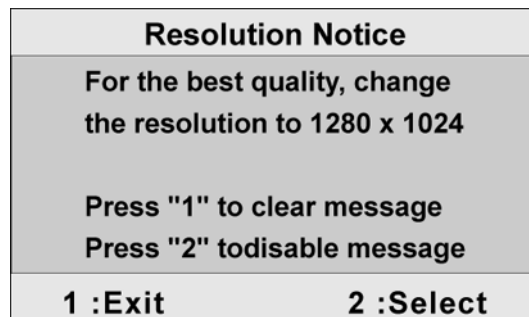 Resolution Notice
For the best quality, change
the resolution to 1280 x 1024
Press "1" to clear message
Press "2" todisable message
1 :Exit 2 :Select